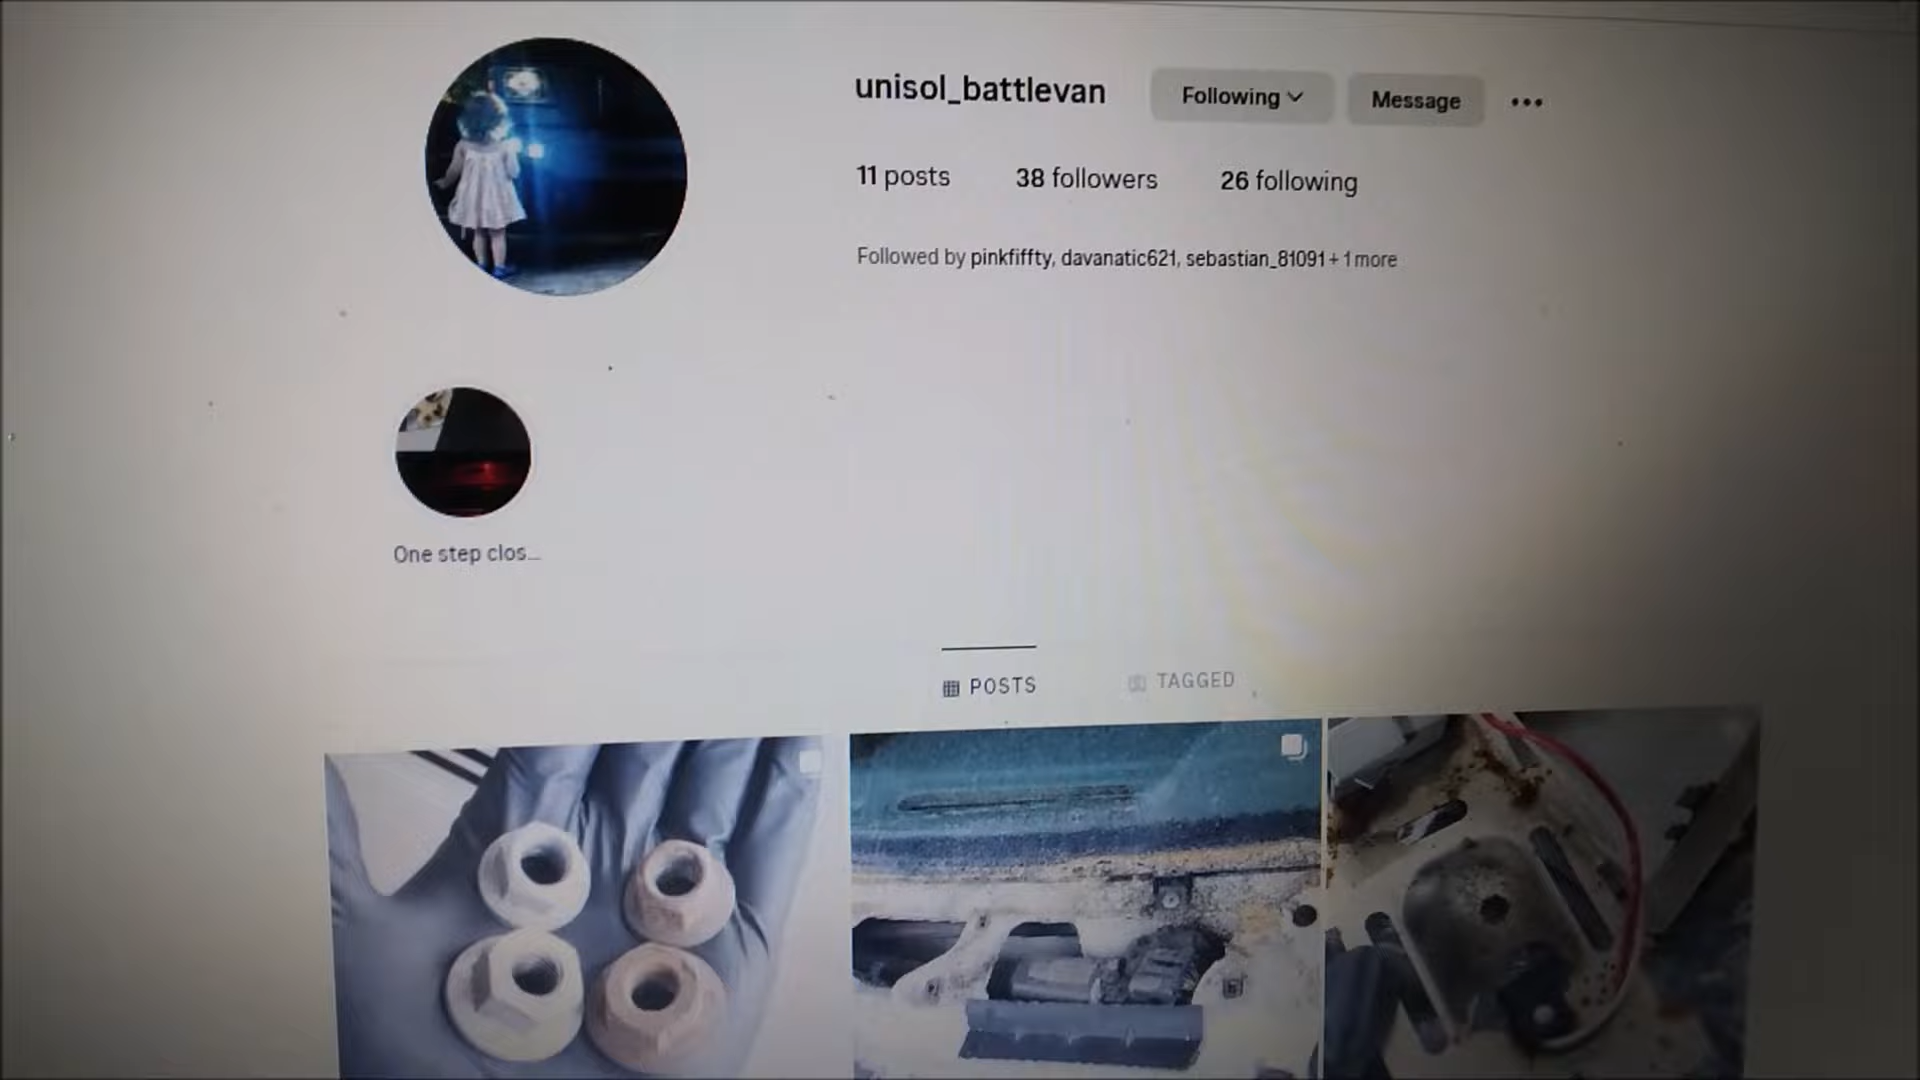 unisol_battlevan Following Message
11 posts 38 followers 26 following
Followed by pinkfiffty, davanatic621, sebastian_81091 + 1 more
One step clos...
POSTS TAGGED